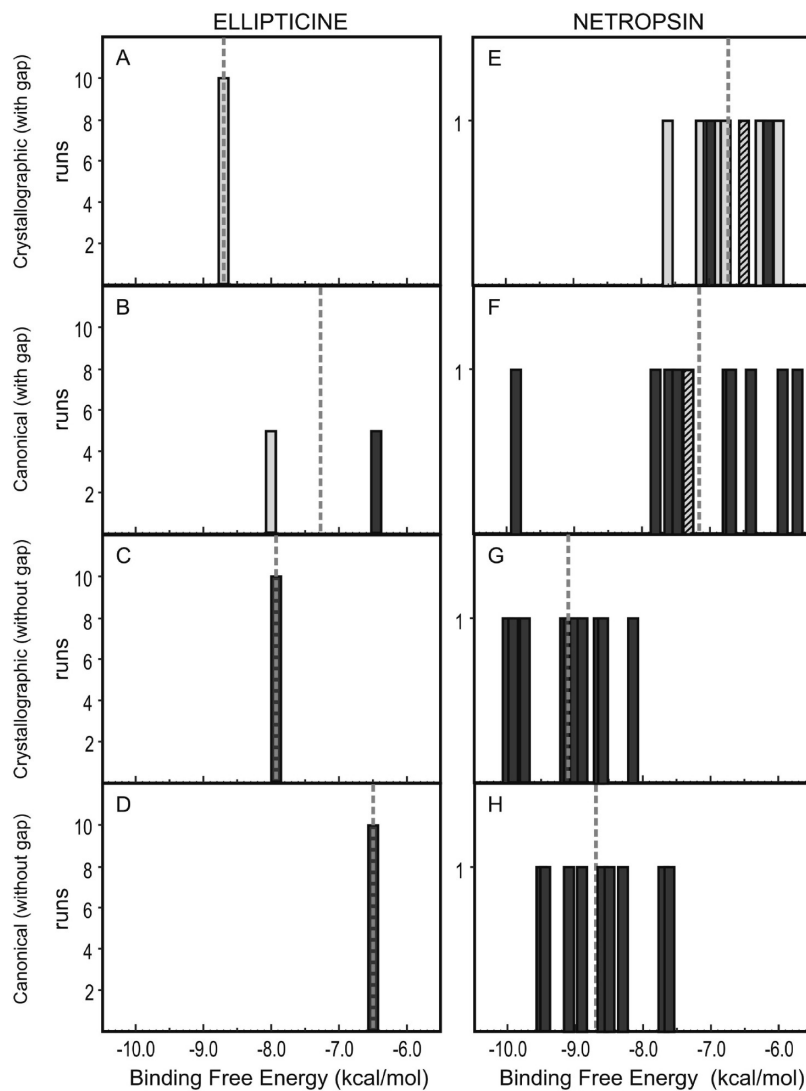 ELLIPTICINE
NETROPSIN
Crystallographic (with gap)
runs
A
10
8
6
4
2
E
1
Canonical (with gap)
runs
B
10
8
6
4
2
F
1
Crystallographic (without gap)
runs
C
10
8
6
4
2
G
1
Canonical (without gap)
runs
D
10
8
6
4
2
H
1
-10.0 -9.0 -8.0 -7.0 -6.0
-10.0 -9.0 -8.0 -7.0 -6.0
Binding Free Energy (kcal/mol)
Binding Free Energy (kcal/mol)